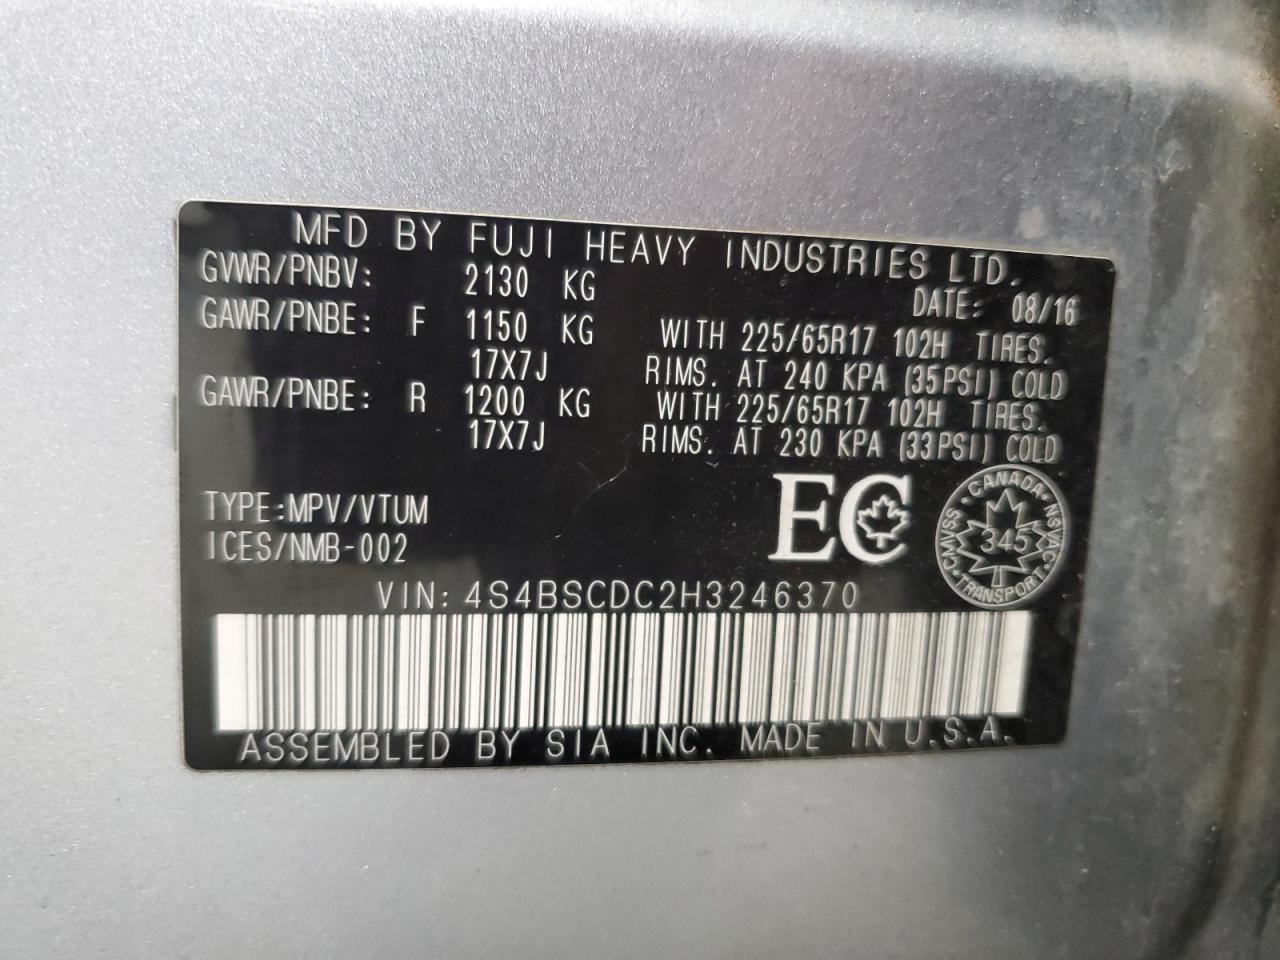 MFD BY FUJI HEAVY INDUSTRIES LTD.
GVWR/PNBV: 2130 KG DATE: 08/16
GAWR/PNBE: F 1150 KG WITH 225/65R17 102H TIRES.
17X7J RIMS. AT 240 KPA (35PSI) COLD
GAWR/PNBE: R 1200 KG WITH 225/65R17 102H TIRES.
17X7J RIMS. AT 230 KPA (33PSI) COLD
TYPE:MPV/VTUM
ICES/NMB-002
EC
CANADA
CMVSS 345 NSVAC
TRANSPORT
VIN: 4S4BSCDC2H3246370
ASSEMBLED BY SIA INC. MADE IN U.S.A.